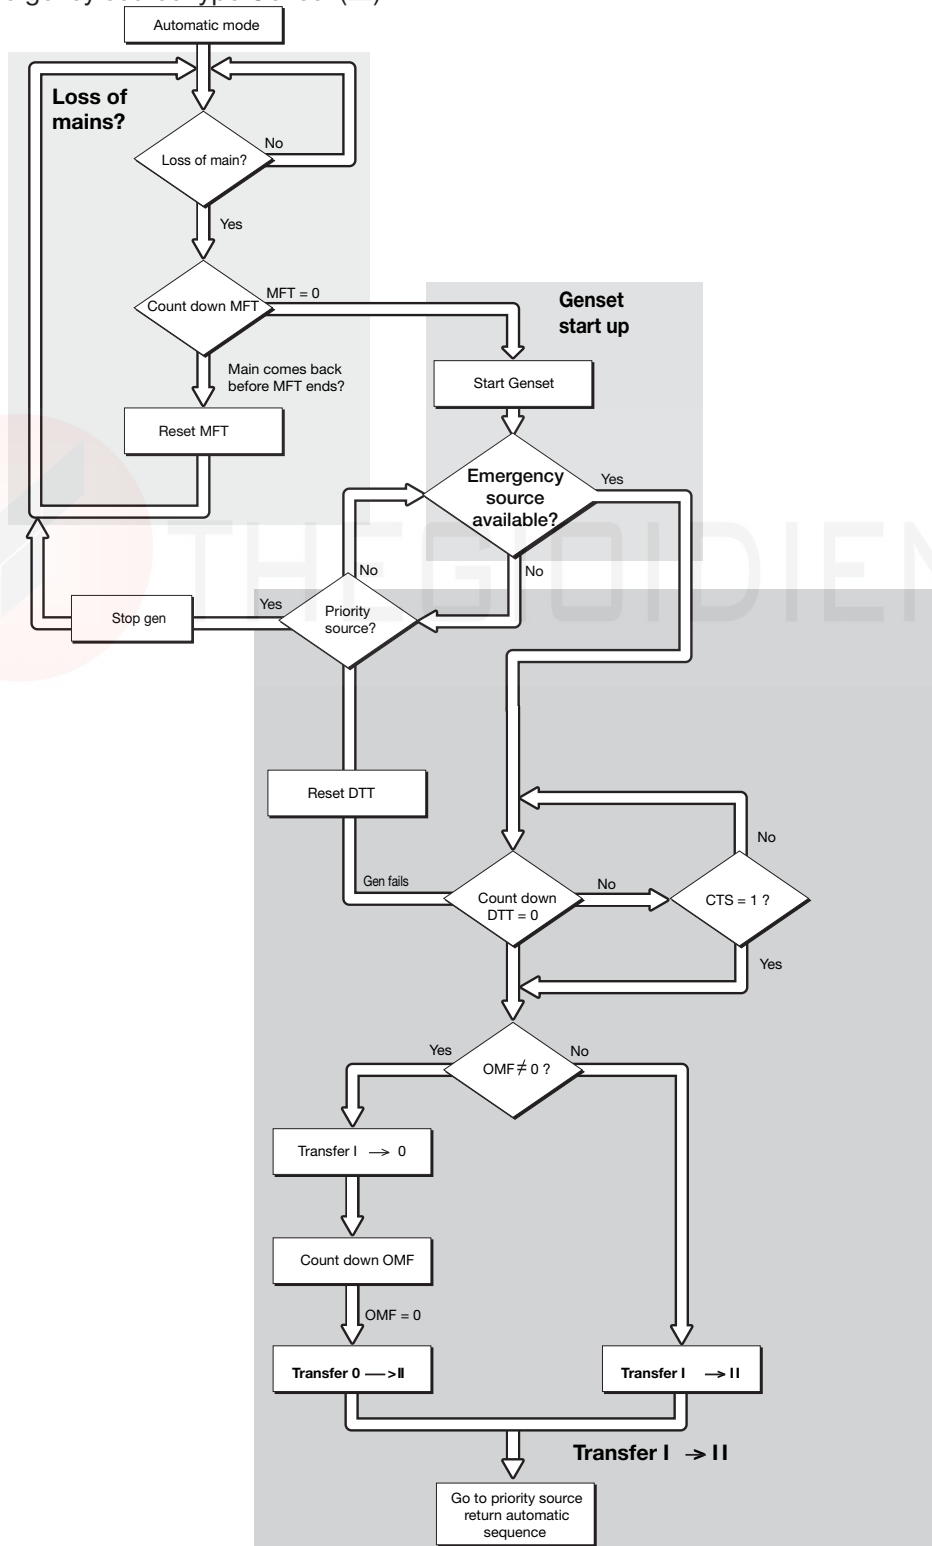 Automatic mode
Loss of
mains?
No
Loss of main?
Yes
MFT = 0
Count down MFT
Genset
start up
Main comes back
before MFT ends?
Start Genset
Reset MFT
Emergency
source
available?
Yes
No
No
Yes
Priority
source?
Stop gen
THEGIOIDIEN
Reset DTT
No
Gen fails
No
Count down
DTT = 0
CTS = 1 ?
Yes
Yes
No
OMF ≠ 0 ?
Transfer I → 0
Count down OMF
OMF = 0
Transfer 0 —>II
Transfer I → II
Transfer I → II
Go to priority source
return automatic
sequence